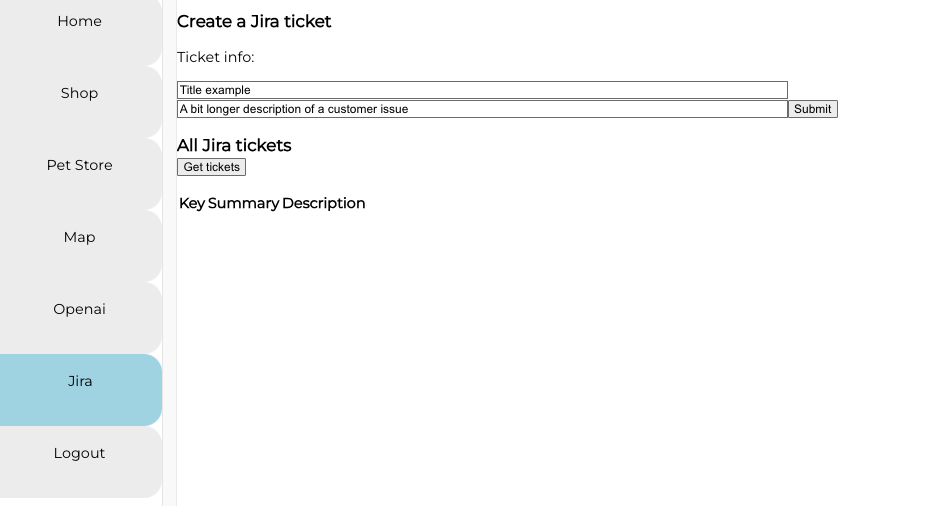 Home
Shop
Pet Store
Map
Openai
Jira
Logout
Create a Jira ticket
Ticket info:
Title example
A bit longer description of a customer issue Submit
All Jira tickets
Get tickets
Key Summary Description